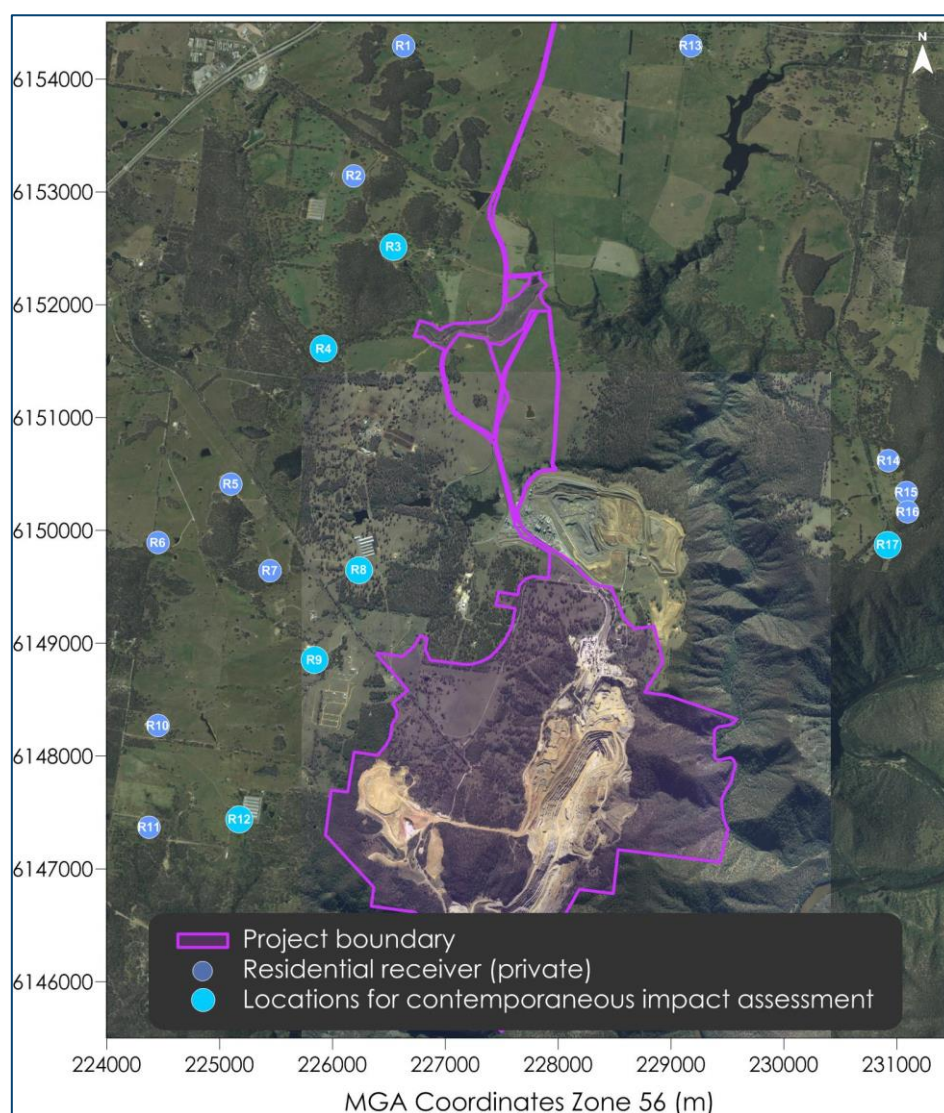 N
R1
R13
6154000
R2
6153000
R3
6152000
R4
6151000
R14
R5
R15
R16
6150000
R6
R17
R7
R8
6149000
R9
R10
6148000
R12
R11
6147000
Project boundary
6146000
Residential receiver (private)
Locations for contemporaneous impact assessment
224000 225000 226000 227000 228000 229000 230000 231000
MGA Coordinates Zone 56 (m)